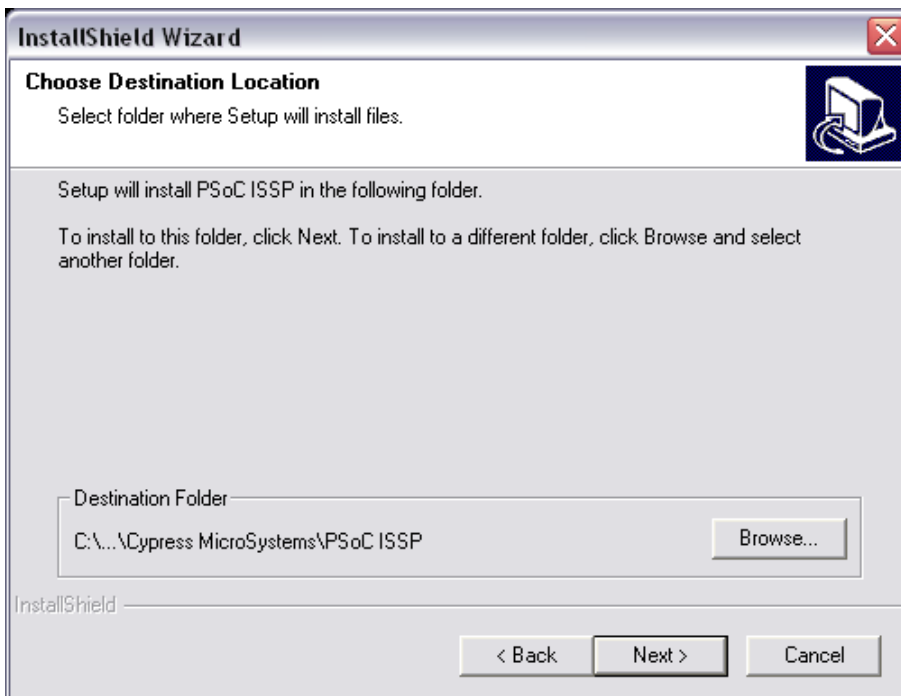 InstallShield Wizard
Choose Destination Location
Select folder where Setup will install files.
Setup will install PSoC ISSP in the following folder.
To install to this folder, click Next. To install to a different folder, click Browse and select
another folder.
Destination Folder
C:\...\Cypress MicroSystems\PSoC ISSP
Browse...
InstallShield
< Back
Next >
Cancel